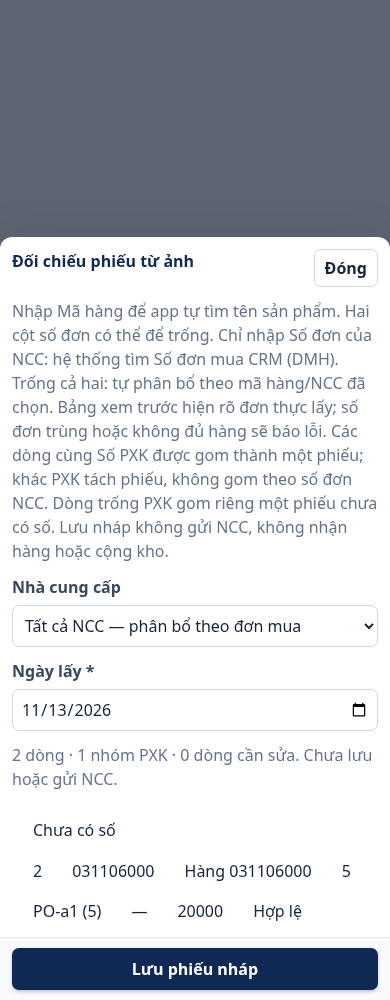 Đối chiếu phiếu từ ảnh
Đóng
Nhập Mã hàng để app tự tìm tên sản phẩm. Hai
cột số đơn có thể để trống. Chỉ nhập Số đơn của
NCC: hệ thống tìm Số đơn mua CRM (DMH).
Trống cả hai: tự phân bổ theo mã hàng/NCC đã
chọn. Bảng xem trước hiện rõ đơn thực lấy; số
đơn trùng hoặc không đủ hàng sẽ báo lỗi. Các
dòng cùng Số PXK được gom thành một phiếu;
khác PXK tách phiếu, không gom theo số đơn
NCC. Dòng trống PXK gom riêng một phiếu chưa
có số. Lưu nháp không gửi NCC, không nhận
hàng hoặc cộng kho.
Nhà cung cấp
Tất cả NCC — phân bổ theo đơn mua
Ngày lấy *
11/13/2026
2 dòng · 1 nhóm PXK · 0 dòng cần sửa. Chưa lưu
hoặc gửi NCC.
Chưa có số
2 031106000 Hàng 031106000 5
PO-a1 (5) — 20000 Hợp lệ
Lưu phiếu nháp